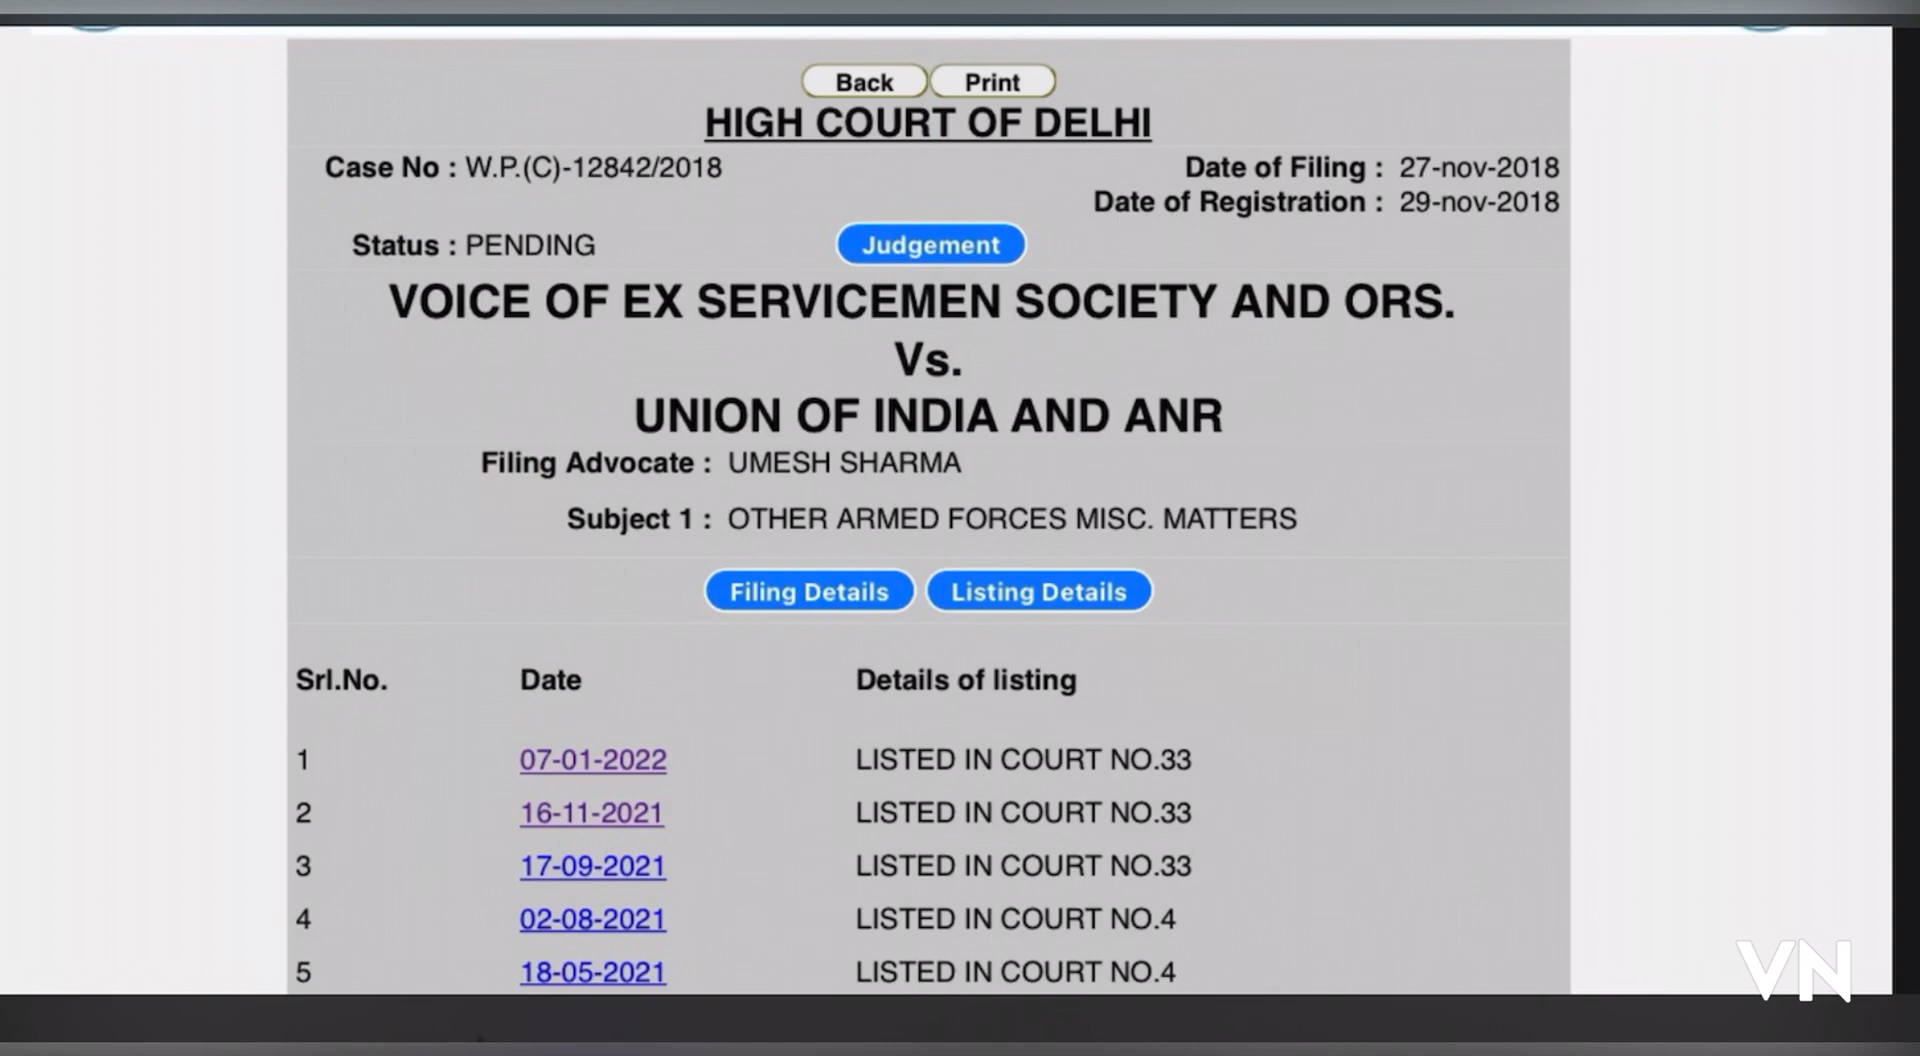 Back Print
HIGH COURT OF DELHI
Case No : W.P.(C)-12842/2018 Date of Filing : 27-nov-2018
Date of Registration : 29-nov-2018
Status : PENDING Judgement
VOICE OF EX SERVICEMEN SOCIETY AND ORS.
Vs.
UNION OF INDIA AND ANR
Filing Advocate : UMESH SHARMA
Subject 1 : OTHER ARMED FORCES MISC. MATTERS
Filing Details Listing Details
Srl.No. Date Details of listing
1 07-01-2022 LISTED IN COURT NO.33
2 16-11-2021 LISTED IN COURT NO.33
3 17-09-2021 LISTED IN COURT NO.33
4 02-08-2021 LISTED IN COURT NO.4
5 18-05-2021 LISTED IN COURT NO.4
VN